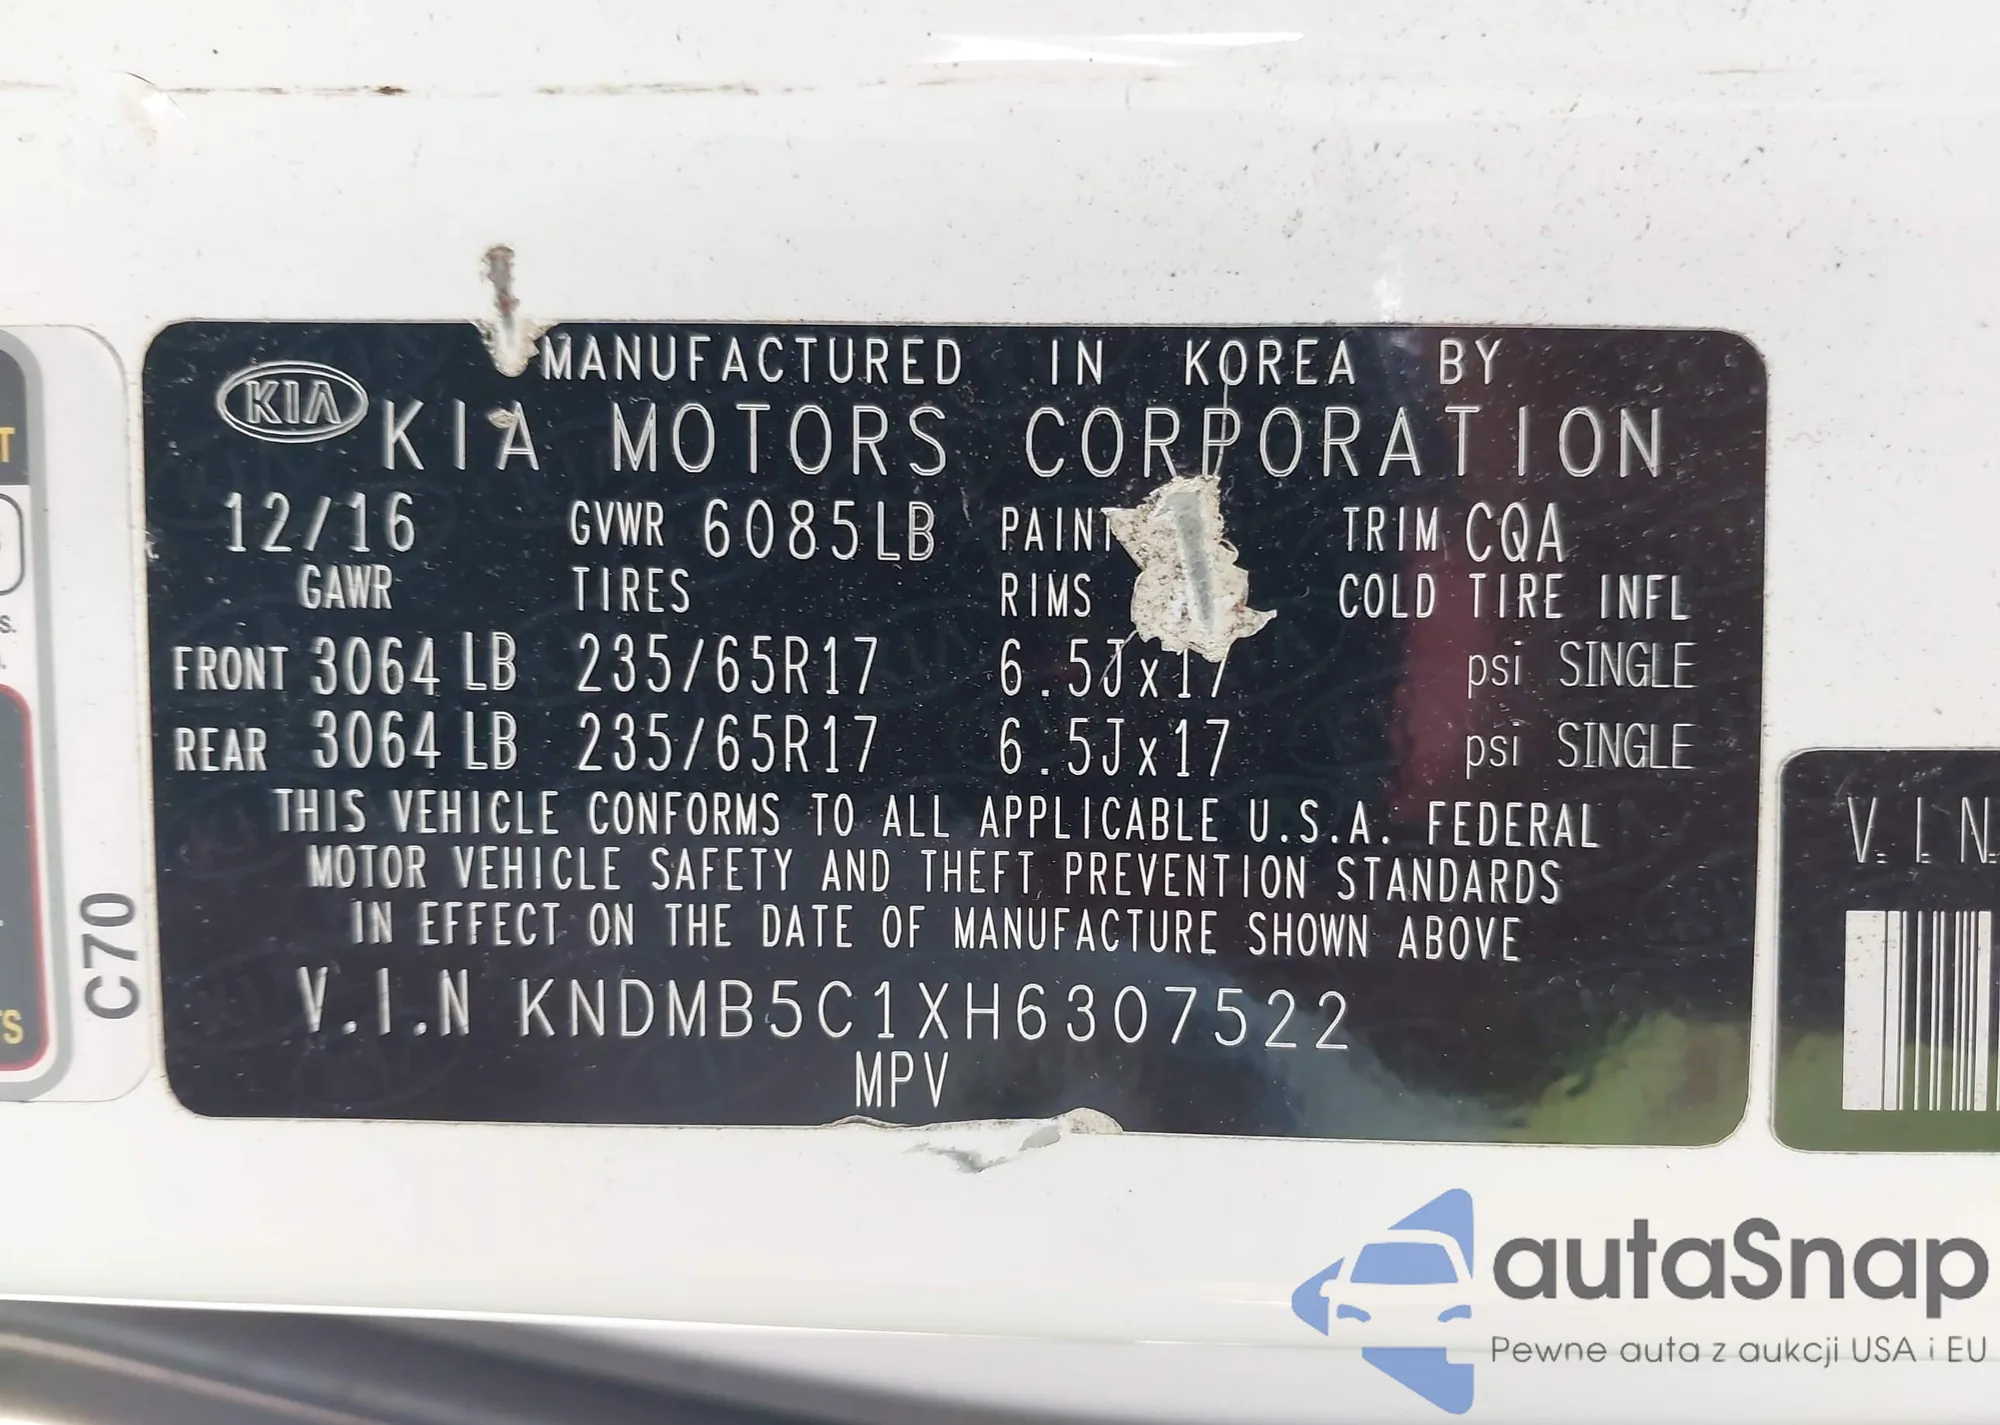 MANUFACTURED IN KOREA BY
KIA
KIA MOTORS CORPORATION
12/16 GVWR 6085LB PAINT TRIM CQA
GAWR TIRES RIMS COLD TIRE INFL
FRONT 3064 LB 235/65R17 6.5Jx17 psi SINGLE
REAR 3064 LB 235/65R17 6.5Jx17 psi SINGLE
THIS VEHICLE CONFORMS TO ALL APPLICABLE U.S.A. FEDERAL
MOTOR VEHICLE SAFETY AND THEFT PREVENTION STANDARDS
IN EFFECT ON THE DATE OF MANUFACTURE SHOWN ABOVE
V.I.N KNDMB5C1XH6307522
MPV
C70
V.I.N
autaSnap
Pewne auta z aukcji USA i EU